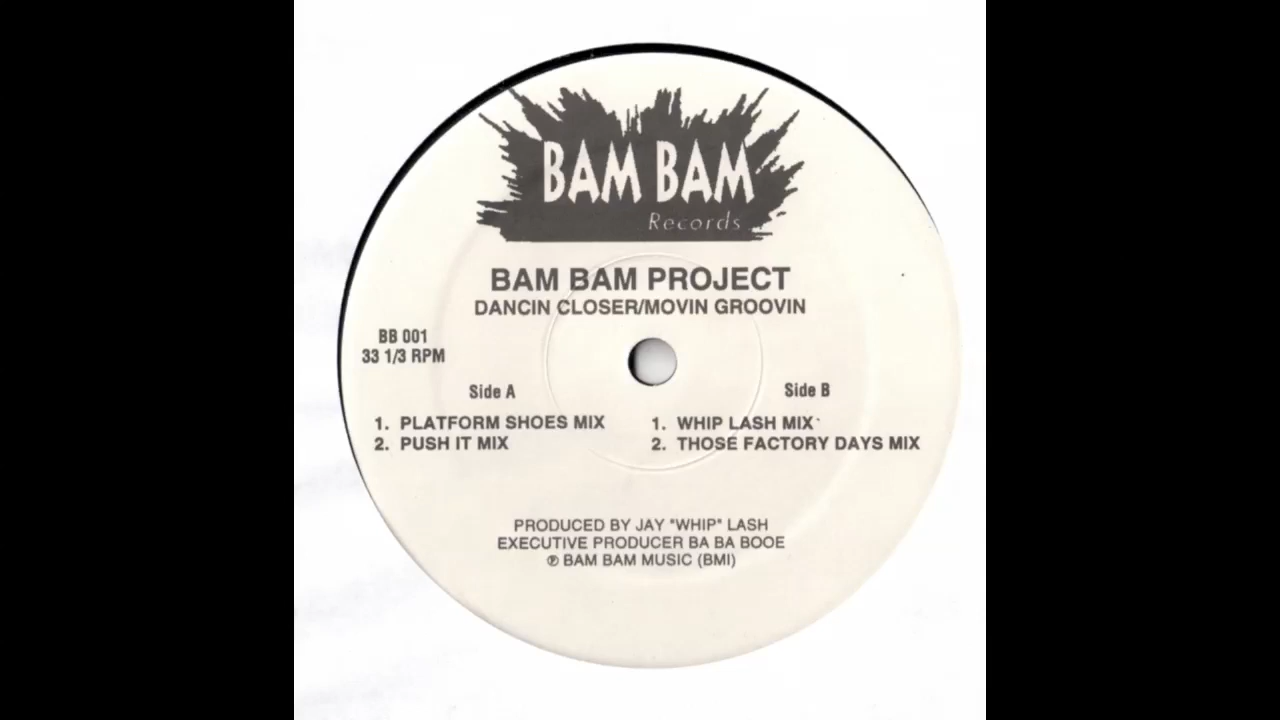 BAM BAM
Records
BAM BAM PROJECT
DANCIN CLOSER/MOVIN GROOVIN
BB 001
33 1/3 RPM
Side A
1. PLATFORM SHOES MIX
2. PUSH IT MIX
Side B
1. WHIP LASH MIX
2. THOSE FACTORY DAYS MIX
PRODUCED BY JAY "WHIP" LASH
EXECUTIVE PRODUCER BA BA BOOE
℗ BAM BAM MUSIC (BMI)